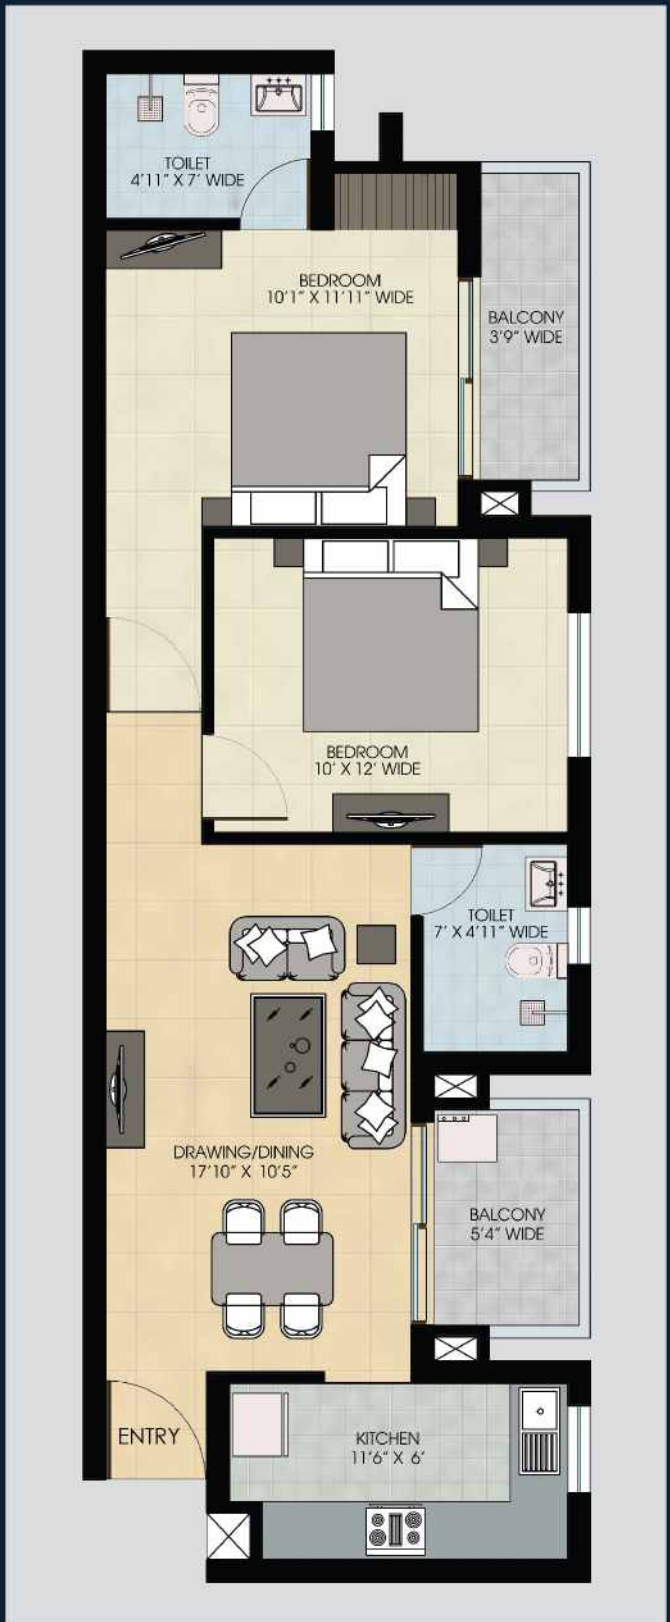 TOILET
4'11" X 7' WIDE
BEDROOM
10'1" X 11'11" WIDE
BALCONY
3'9" WIDE
BEDROOM
10' X 12' WIDE
TOILET
7' X 4'11" WIDE
DRAWING/DINING
17'10" X 10'5"
BALCONY
5'4" WIDE
ENTRY
KITCHEN
11'6" X 6'